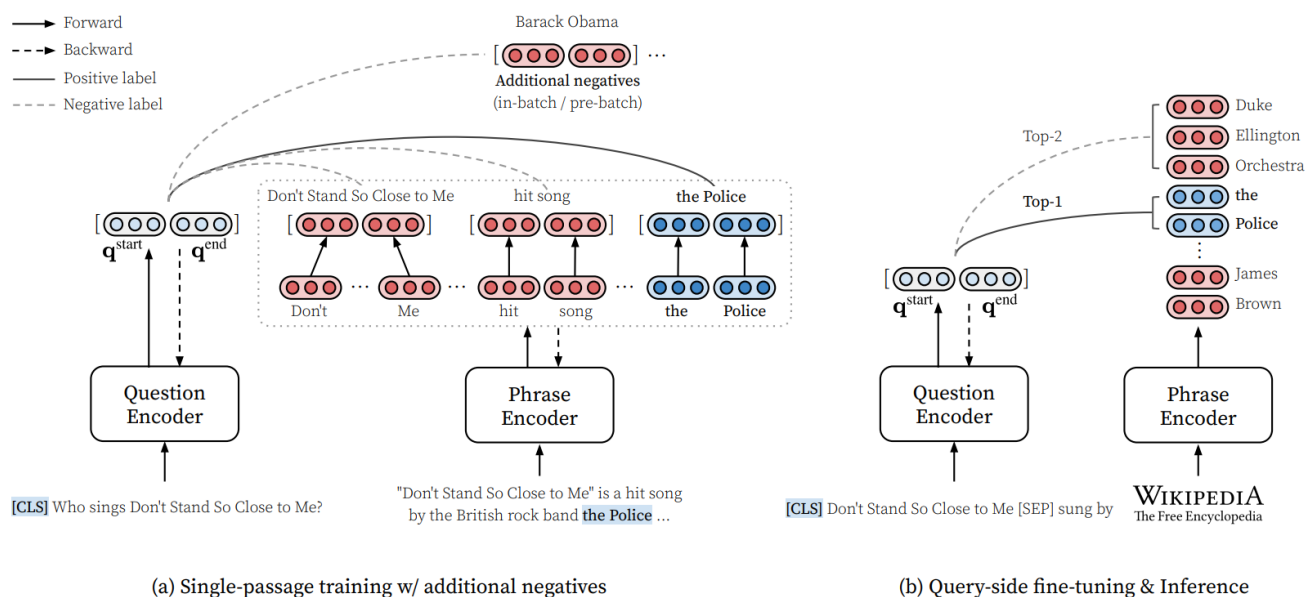 Forward
Backward
Positive label
Negative label
Barack Obama
[ ] ...
Additional negatives
(in-batch / pre-batch)
Don't Stand So Close to Me
hit song
the Police
[ ]
[ ]
[ ]
[ ]
q^start
q^end
... ... ...
Don't
Me
hit
song
the
Police
Question
Encoder
Phrase
Encoder
[CLS] Who sings Don't Stand So Close to Me?
"Don't Stand So Close to Me" is a hit song
by the British rock band the Police ...
(a) Single-passage training w/ additional negatives
Top-2
Top-1
Duke
Ellington
Orchestra
the
Police
⋮
James
Brown
[ ]
q^start
q^end
Question
Encoder
Phrase
Encoder
[CLS] Don't Stand So Close to Me [SEP] sung by
WIKIPEDIA
The Free Encyclopedia
(b) Query-side fine-tuning & Inference